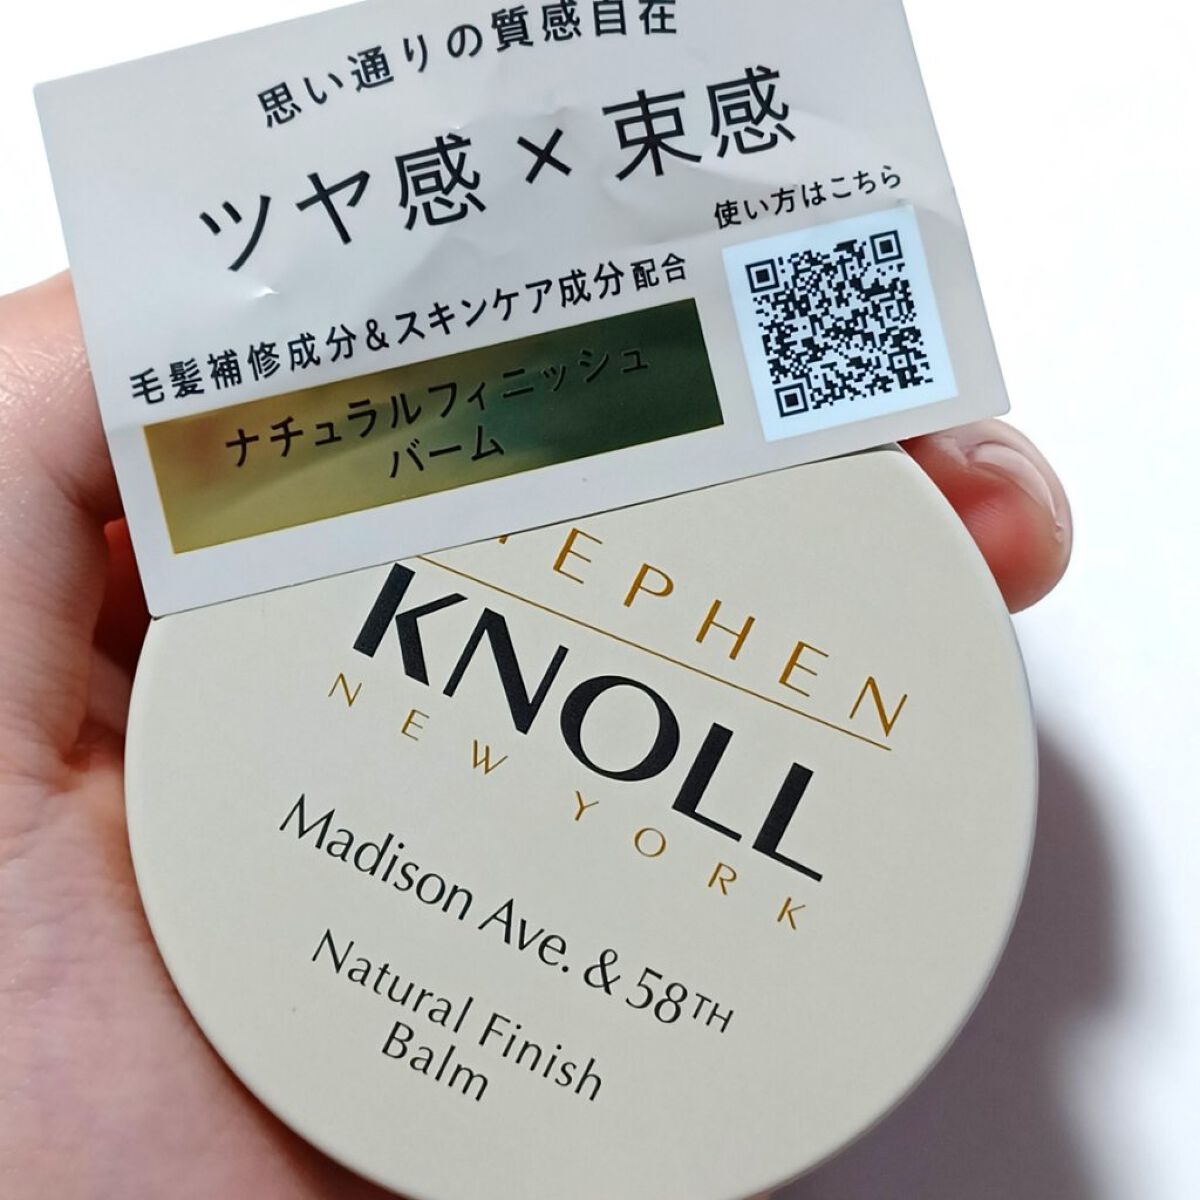 思い通りの質感自在
ツヤ感×束感
使い方はこちら
毛髪補修成分&スキンケア成分配合
ナチュラルフィニッシュ
バーム
TEPHEN
KNOLL
NEW YORK
Madison Ave. & 58TH
Natural Finish
Balm